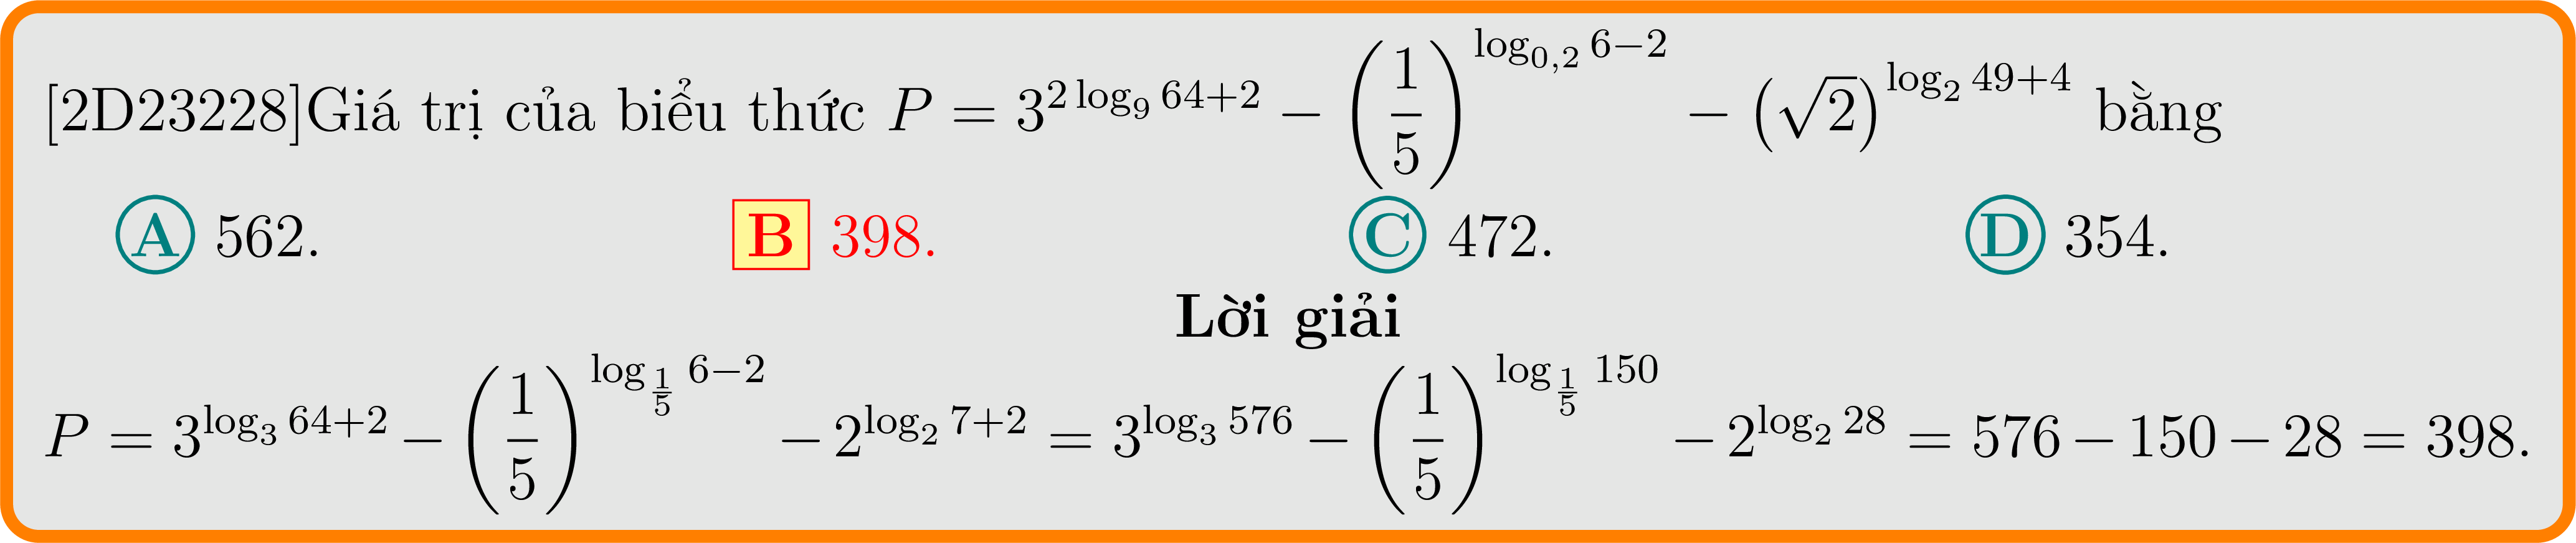 [2D23228]Giá trị của biểu thức $P = 3^{2\log_9 64+2} - \left(\dfrac{1}{5}\right)^{\log_{0,2} 6-2} - \left(\sqrt{2}\right)^{\log_2 49+4}$ bằng
A 562. B 398. C 472. D 354.
Lời giải
$P = 3^{\log_3 64+2} - \left(\dfrac{1}{5}\right)^{\log_{\frac{1}{5}} 6-2} - 2^{\log_2 7+2} = 3^{\log_3 576} - \left(\dfrac{1}{5}\right)^{\log_{\frac{1}{5}} 150} - 2^{\log_2 28} = 576 - 150 - 28 = 398.$